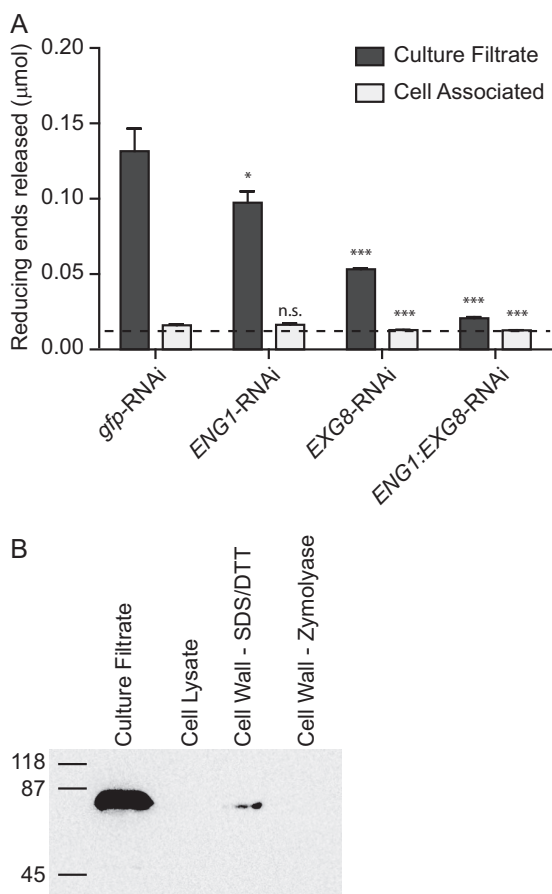 A
Reducing ends released (μmol)
0.20
0.15
0.10
0.05
0.00
Culture Filtrate
Cell Associated
*
n.s.
***
***
***
***
gfp-RNAi
ENG1-RNAi
EXG8-RNAi
ENG1:EXG8-RNAi
B
Culture Filtrate
Cell Lysate
Cell Wall - SDS/DTT
Cell Wall - Zymolyase
118
87
45